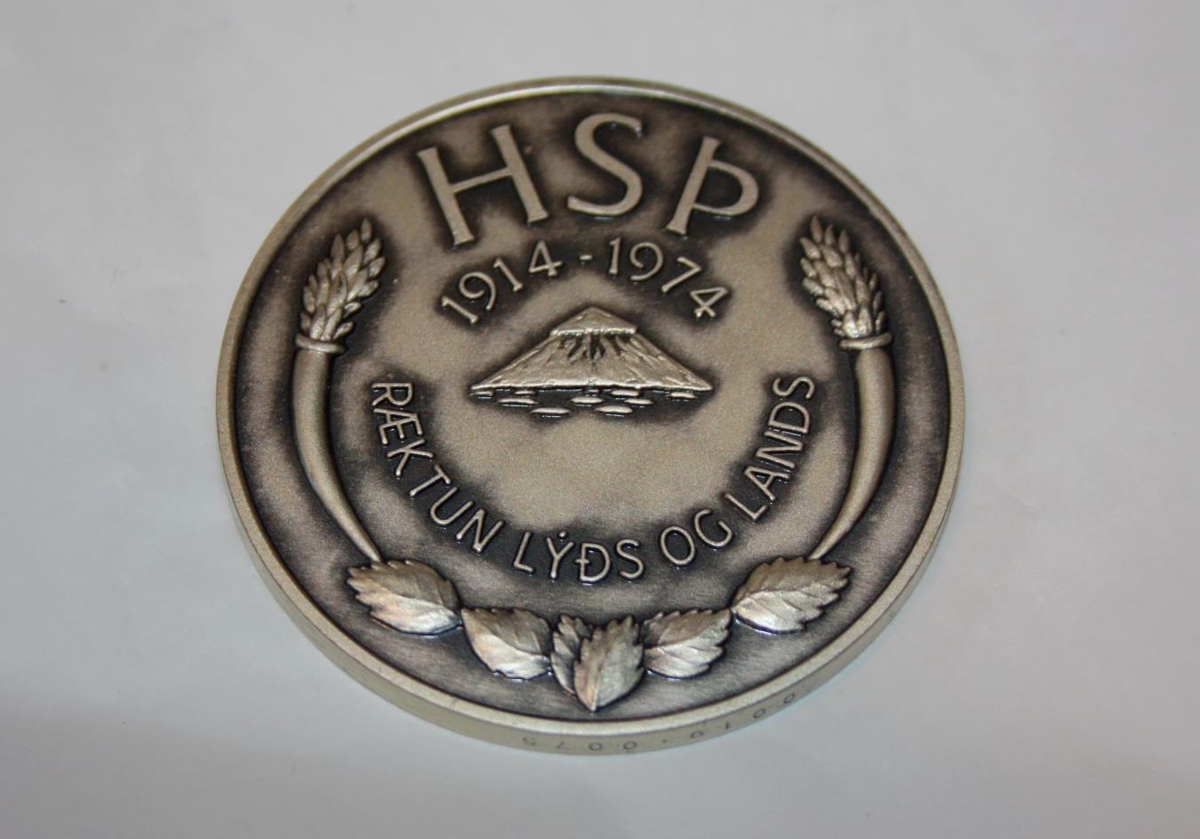 HSÞ
1914-1974
RÆKTUN LÝÐS OG LANDS